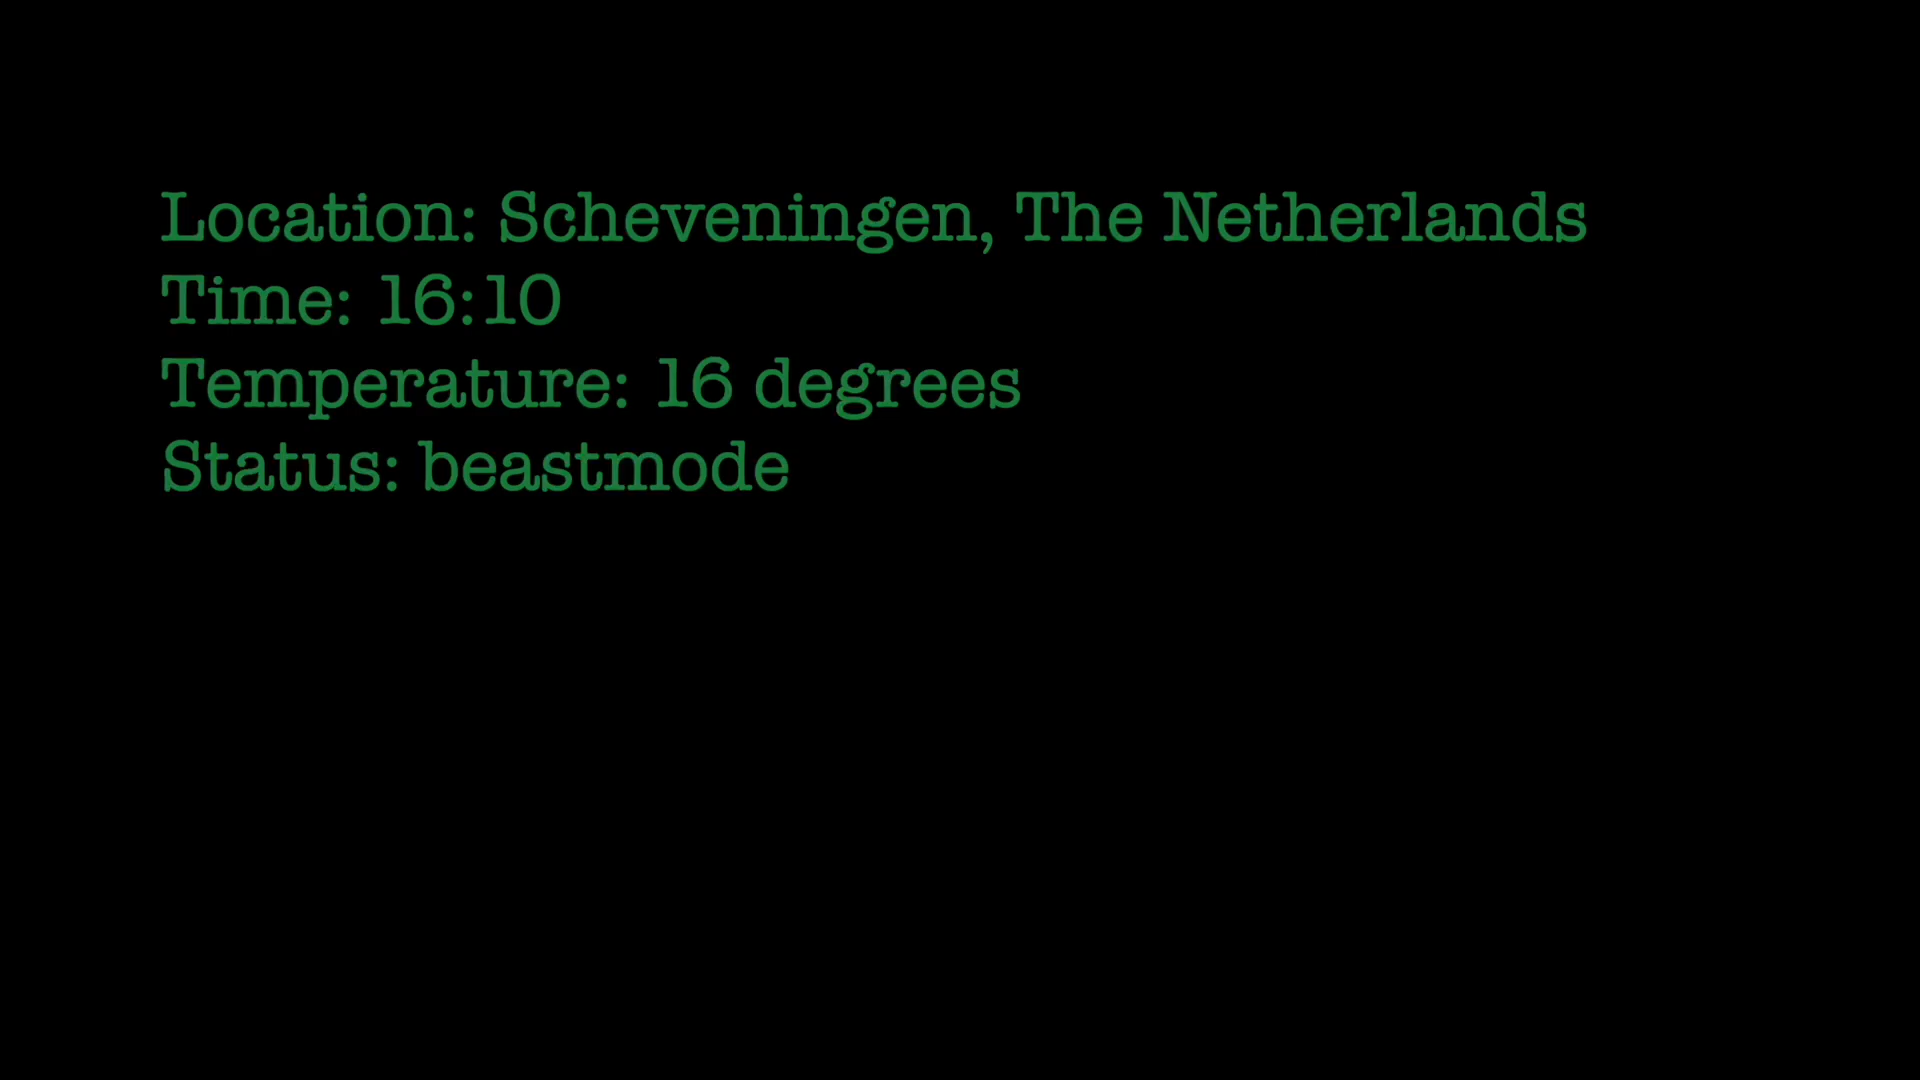 Location: Scheveningen, The Netherlands
Time: 16:10
Temperature: 16 degrees
Status: beastmode